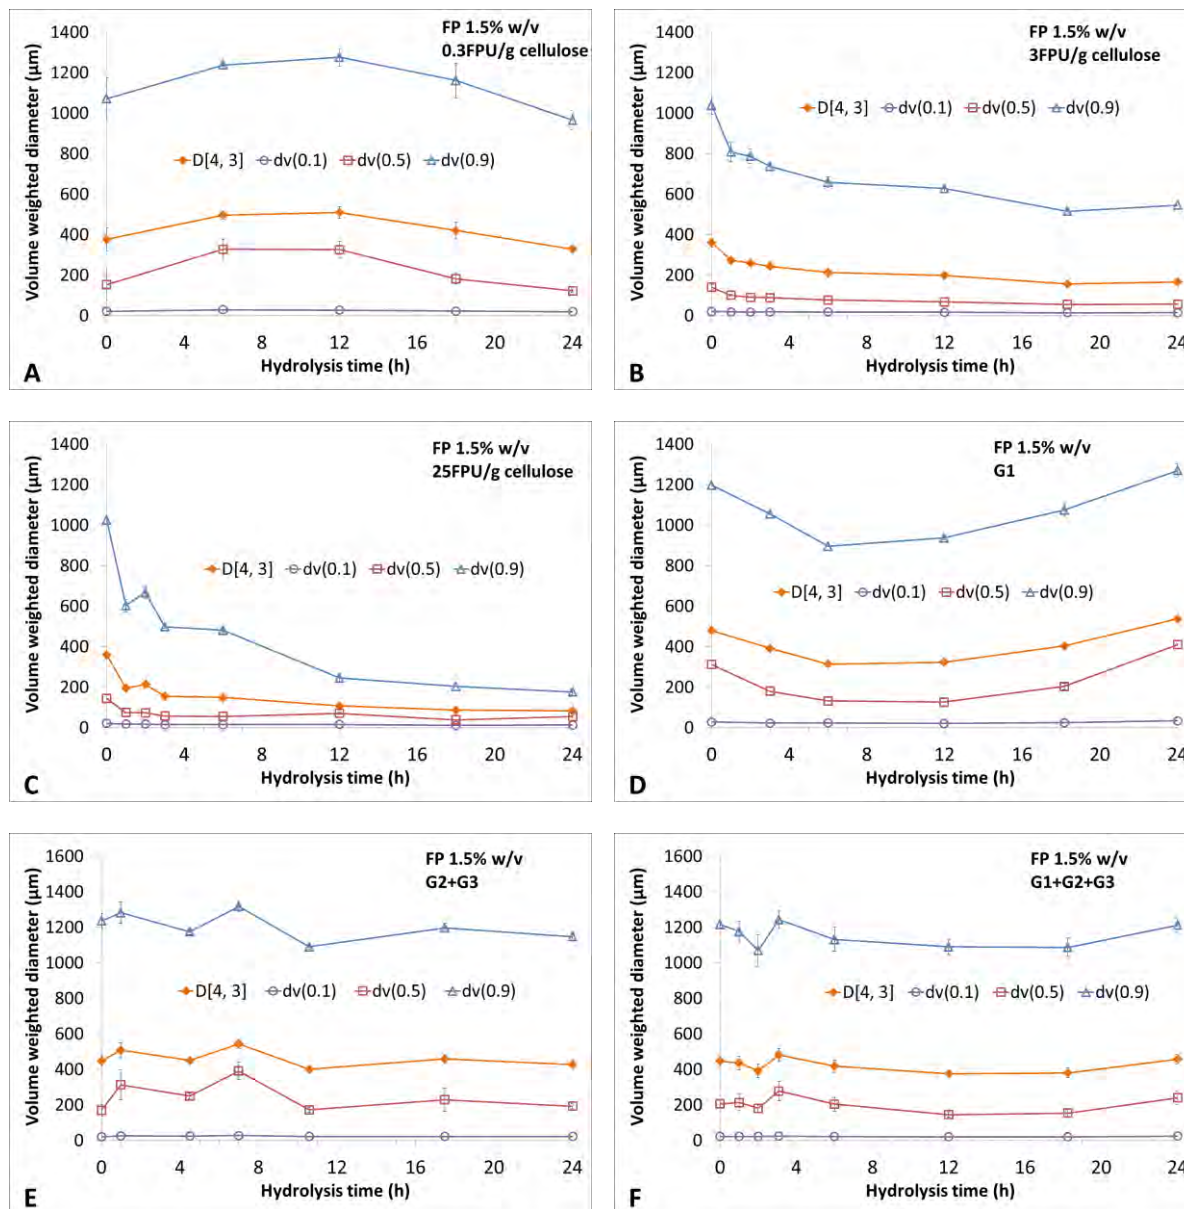 1400
1200
1000
800
600
400
200
0
Volume weighted diameter (μm)
FP 1.5% w/v
0.3FPU/g cellulose
D[4, 3] dv(0.1) dv(0.5) dv(0.9)
0 4 8 12 16 20 24
Hydrolysis time (h)
A
1400
1200
1000
800
600
400
200
0
Volume weighted diameter (μm)
FP 1.5% w/v
3FPU/g cellulose
D[4, 3] dv(0.1) dv(0.5) dv(0.9)
0 4 8 12 16 20 24
Hydrolysis time (h)
B
1400
1200
1000
800
600
400
200
0
Volume weighted diameter (μm)
FP 1.5% w/v
25FPU/g cellulose
D[4, 3] dv(0.1) dv(0.5) dv(0.9)
0 4 8 12 16 20 24
Hydrolysis time (h)
C
1400
1200
1000
800
600
400
200
0
Volume weighted diameter (μm)
FP 1.5% w/v
G1
D[4, 3] dv(0.1) dv(0.5) dv(0.9)
0 4 8 12 16 20 24
Hydrolysis time (h)
D
1600
1400
1200
1000
800
600
400
200
0
Volume weighted diameter (μm)
FP 1.5% w/v
G2+G3
D[4, 3] dv(0.1) dv(0.5) dv(0.9)
0 4 8 12 16 20 24
Hydrolysis time (h)
E
1600
1400
1200
1000
800
600
400
200
0
Volume weighted diameter (μm)
FP 1.5% w/v
G1+G2+G3
D[4, 3] dv(0.1) dv(0.5) dv(0.9)
0 4 8 12 16 20 24
Hydrolysis time (h)
F